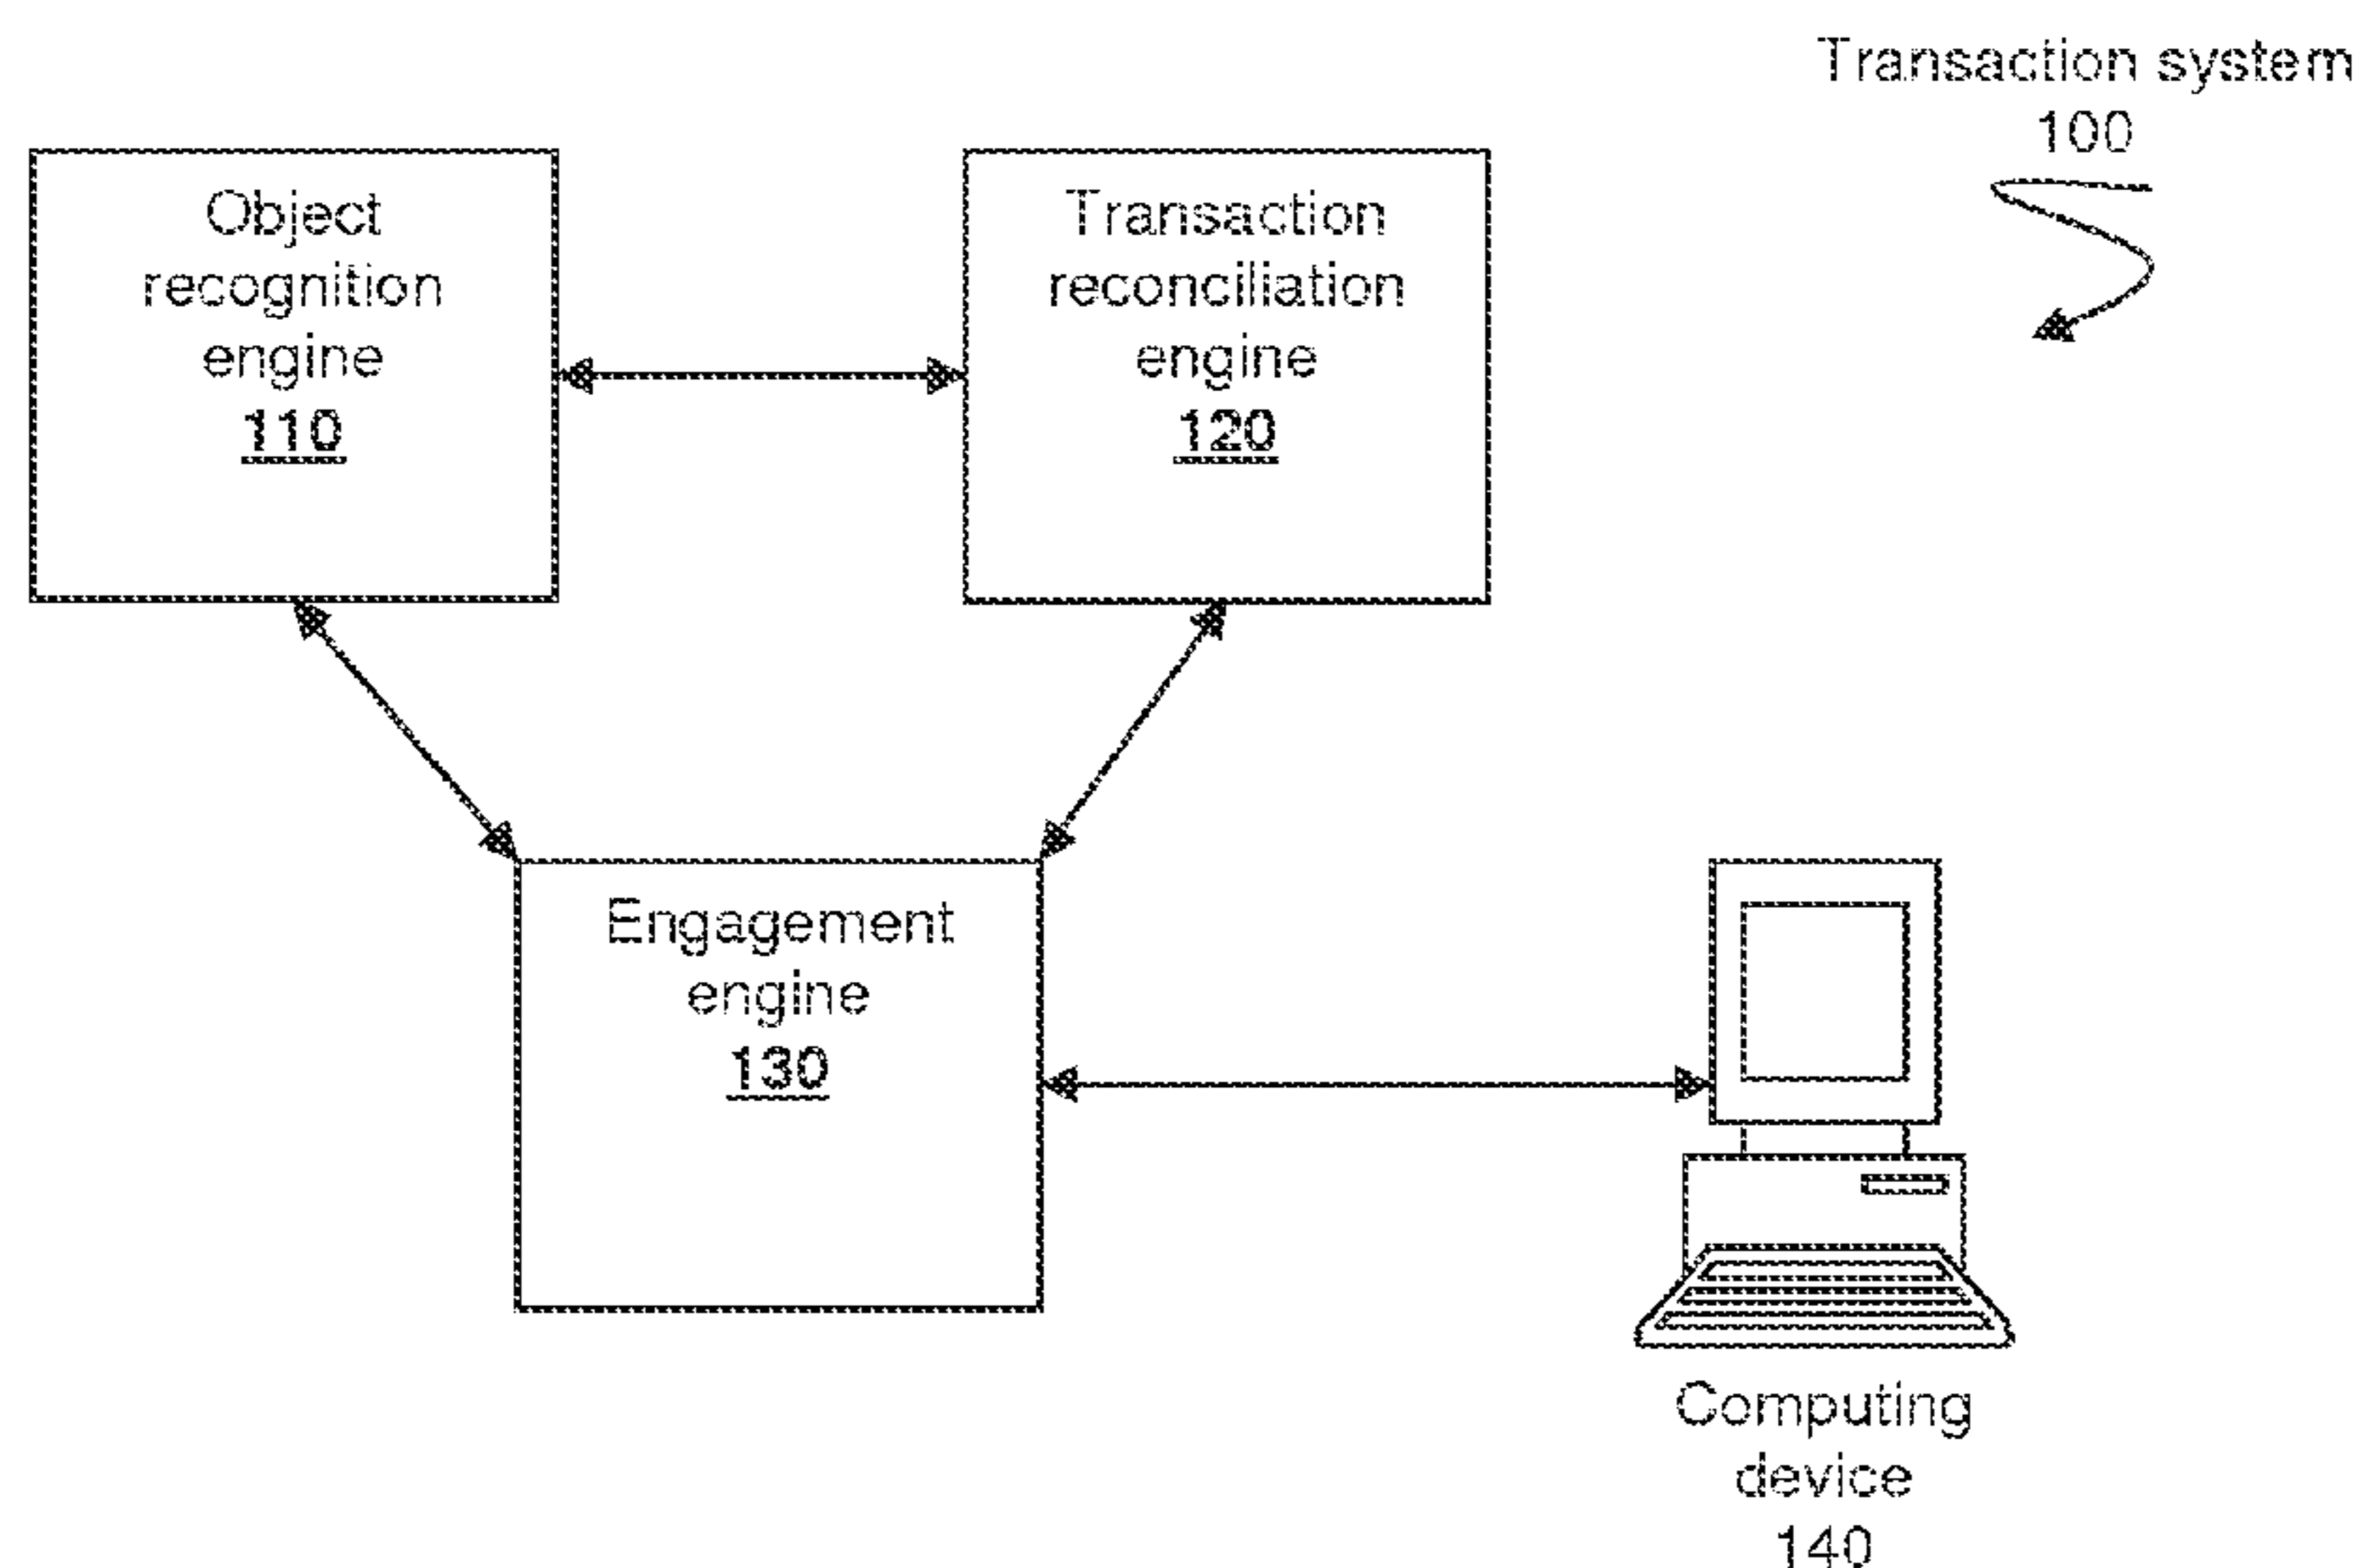 Transaction system
100
Object
recognition
engine
110
Transaction
reconciliation
engine
120
Engagement
engine
130
Computing
device
140